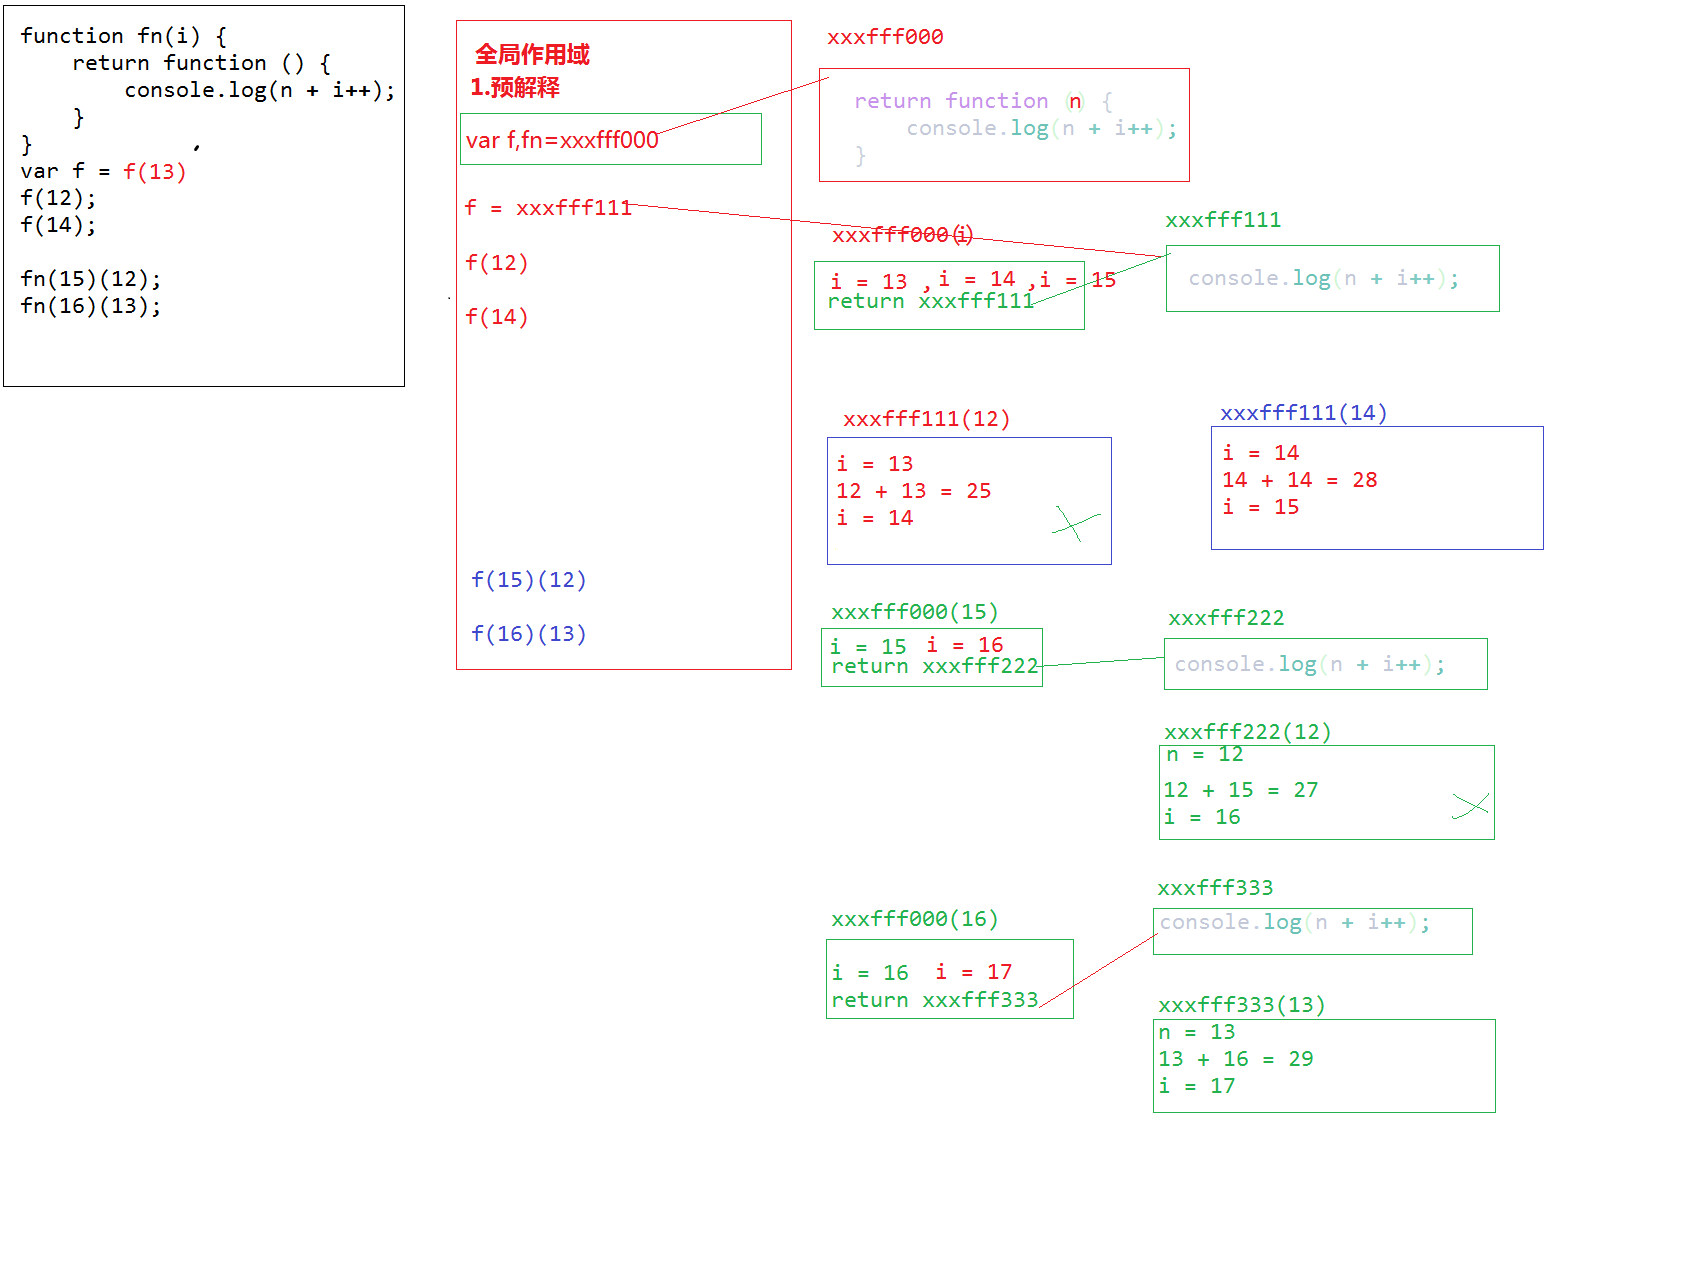 function fn(i) {
    return function () {
        console.log(n + i++);
    }
}
var f = f(13)
f(12);
f(14);
fn(15)(12);
fn(16)(13);
全局作用域
1.预解释
var f,fn=xxxfff000
f = xxxfff111
f(12)
f(14)
f(15)(12)
f(16)(13)
xxxfff000
return function (n) {
    console.log(n + i++);
}
xxxfff000(i)
i = 13 ,i = 14 ,i = 15
return xxxfff111
xxxfff111
console.log(n + i++);
xxxfff111(12)
i = 13
12 + 13 = 25
i = 14
xxxfff111(14)
i = 14
14 + 14 = 28
i = 15
xxxfff000(15)
i = 15 i = 16
return xxxfff222
xxxfff222
console.log(n + i++);
xxxfff222(12)
n = 12
12 + 15 = 27
i = 16
xxxfff000(16)
i = 16 i = 17
return xxxfff333
xxxfff333
console.log(n + i++);
xxxfff333(13)
n = 13
13 + 16 = 29
i = 17